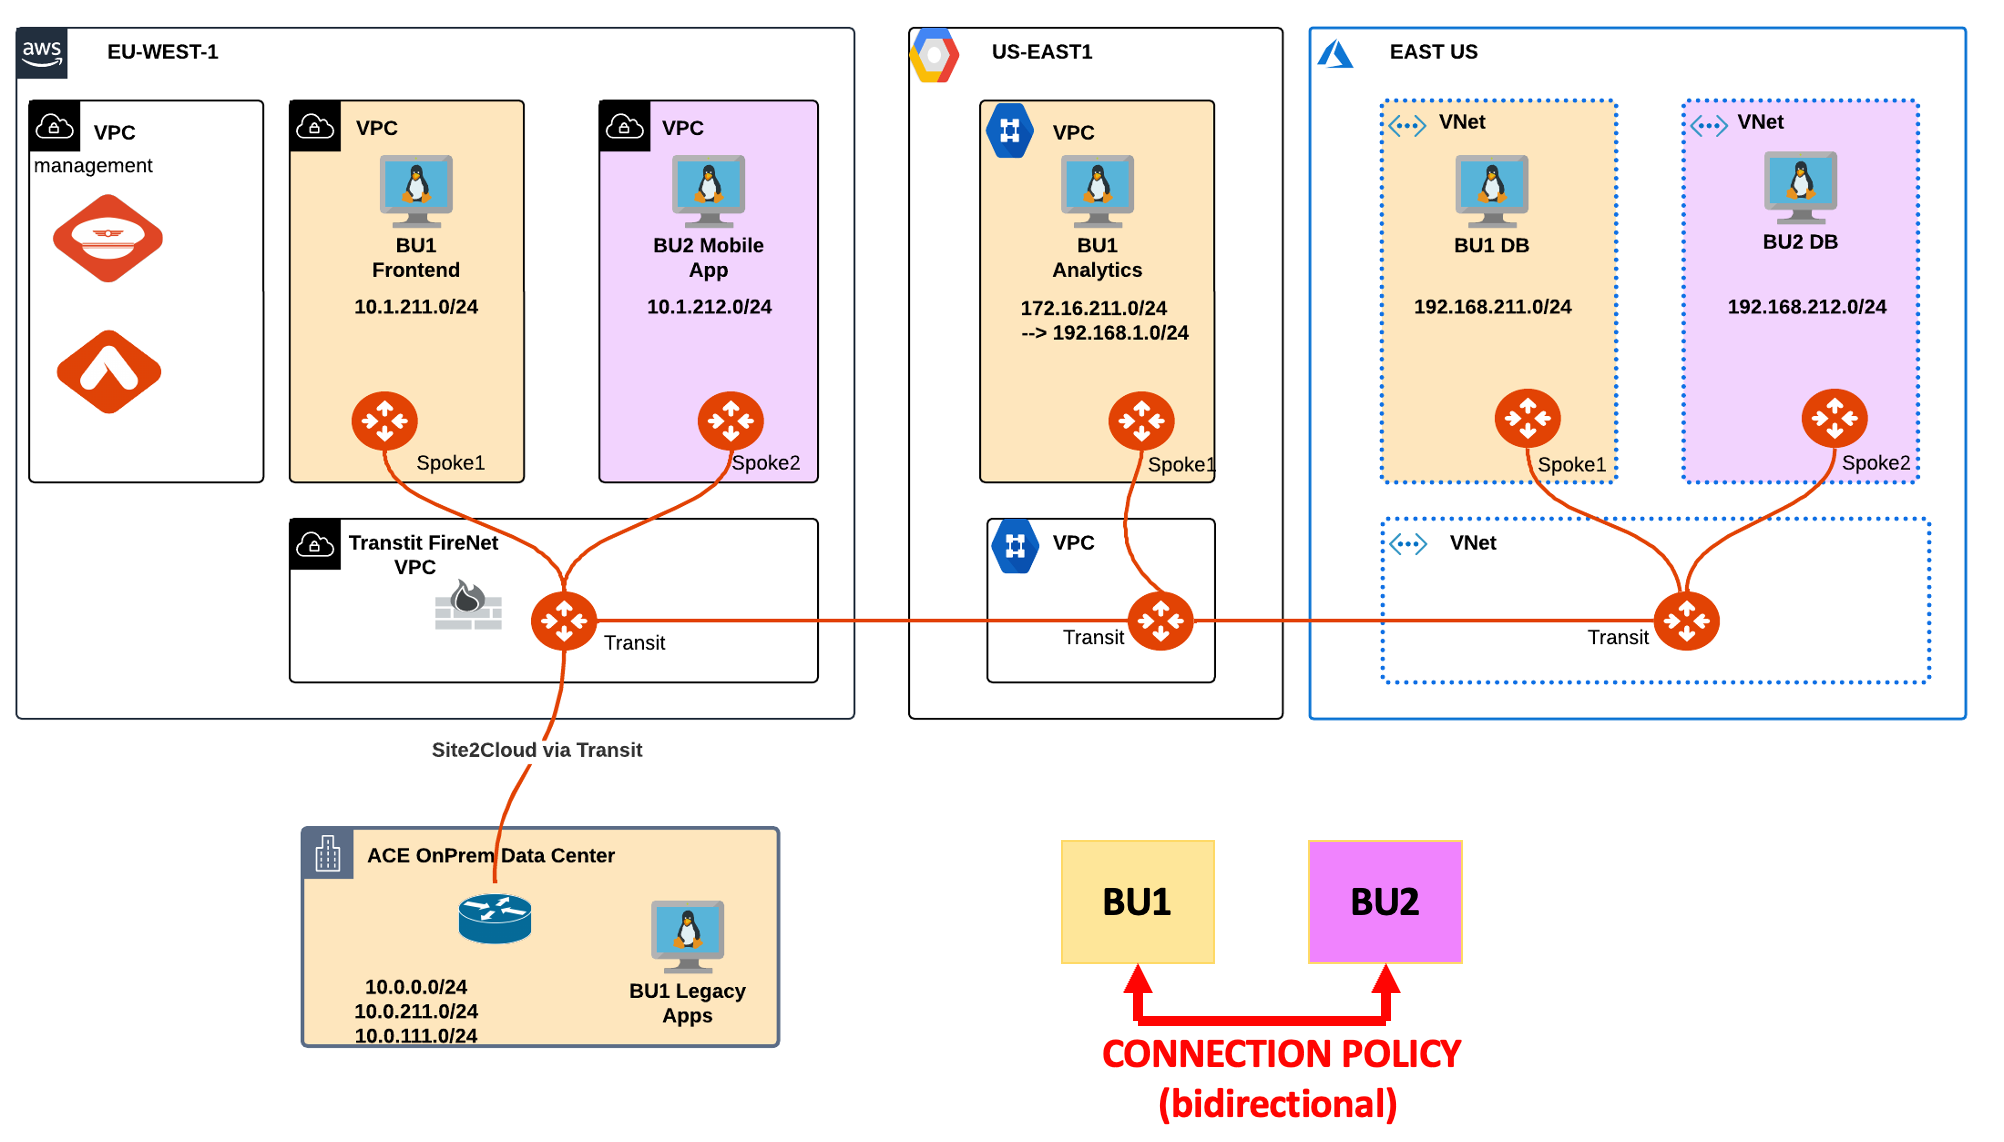 aws
EU-WEST-1
US-EAST1
EAST US
VPC
management
VPC
BU1
Frontend
10.1.211.0/24
Spoke1
VPC
BU2 Mobile
App
10.1.212.0/24
Spoke2
VPC
BU1
Analytics
172.16.211.0/24
--> 192.168.1.0/24
Spoke1
VNet
BU1 DB
192.168.211.0/24
Spoke1
VNet
BU2 DB
192.168.212.0/24
Spoke2
Transtit FireNet
VPC
Transit
VPC
Transit
VNet
Transit
Site2Cloud via Transit
ACE OnPrem Data Center
10.0.0.0/24
10.0.211.0/24
10.0.111.0/24
BU1 Legacy
Apps
BU1
BU2
CONNECTION POLICY
(bidirectional)